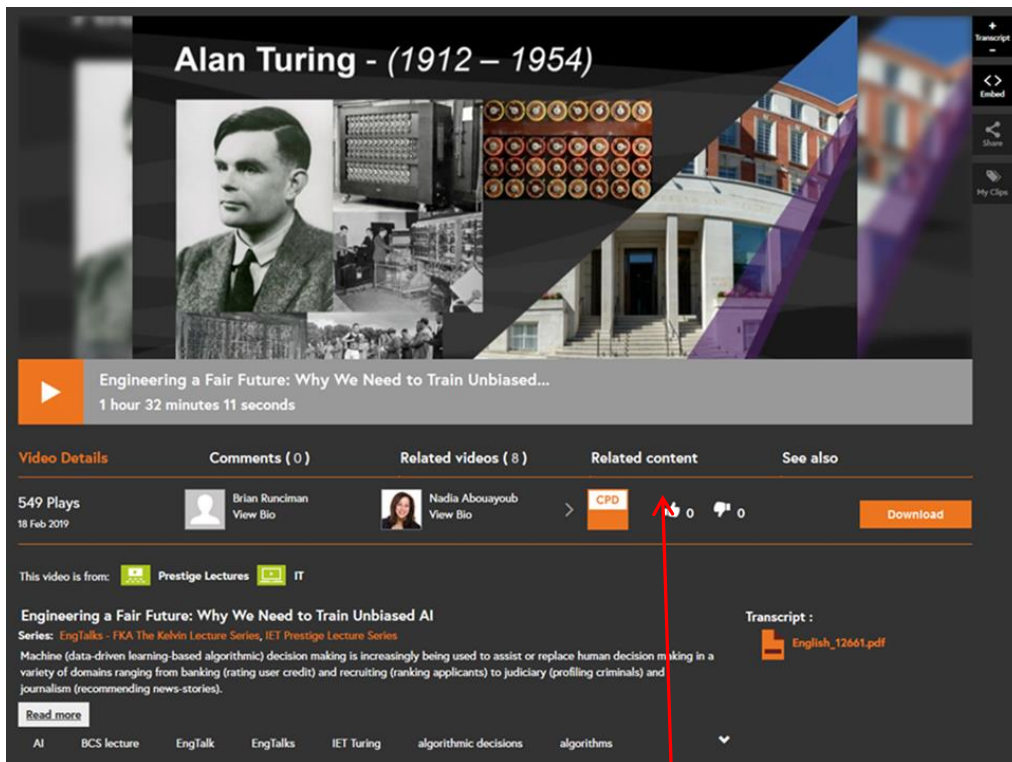 Alan Turing - (1912 – 1954)
+
Transcript
–
<>
Embed
Share
My Clips
Engineering a Fair Future: Why We Need to Train Unbiased...
1 hour 32 minutes 11 seconds
Video Details Comments ( 0 ) Related videos ( 8 ) Related content See also
549 Plays
18 Feb 2019
Brian Runciman
View Bio
Nadia Abouayoub
View Bio
CPD
0 0
Download
This video is from: Prestige Lectures IT
Engineering a Fair Future: Why We Need to Train Unbiased AI
Series: EngTalks - FKA The Kelvin Lecture Series, IET Prestige Lecture Series
Machine (data-driven learning-based algorithmic) decision making is increasingly being used to assist or replace human decision making in a
variety of domains ranging from banking (rating user credit) and recruiting (ranking applicants) to judiciary (profiling criminals) and
journalism (recommending news-stories).
Read more
Transcript :
English_12661.pdf
AI BCS lecture EngTalk EngTalks IET Turing algorithmic decisions algorithms